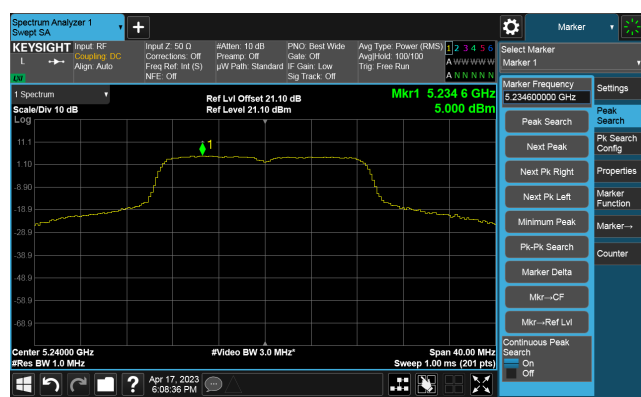 Spectrum Analyzer 1
Swept SA
Marker
KEYSIGHT
L
LXI
Input: RF
Coupling: DC
Align: Auto
Input Z: 50 Ω
Corrections: Off
Freq Ref: Int (S)
NFE: Off
#Atten: 10 dB
Preamp: Off
µW Path: Standard
PNO: Best Wide
Gate: Off
IF Gain: Low
Sig Track: Off
Avg Type: Power (RMS)
Avg|Hold: 100/100
Trig: Free Run
1 2 3 4 5 6
A W W W W W
A N N N N N
Select Marker
Marker 1
1 Spectrum
Scale/Div 10 dB
Log
Ref Lvl Offset 21.10 dB
Ref Level 21.10 dBm
Mkr1 5.234 6 GHz
5.000 dBm
1
11.1
1.10
-8.90
-18.9
-28.9
-38.9
-48.9
-58.9
-68.9
Center 5.24000 GHz
#Res BW 1.0 MHz
#Video BW 3.0 MHz*
Span 40.00 MHz
Sweep 1.00 ms (201 pts)
Marker Frequency
5.234600000 GHz
Peak Search
Next Peak
Next Pk Right
Next Pk Left
Minimum Peak
Pk-Pk Search
Marker Delta
Mkr→CF
Mkr→Ref Lvl
Continuous Peak
Search
On
Off
Settings
Peak
Search
Pk Search
Config
Properties
Marker
Function
Marker→
Counter
?
Apr 17, 2023
6:08:36 PM